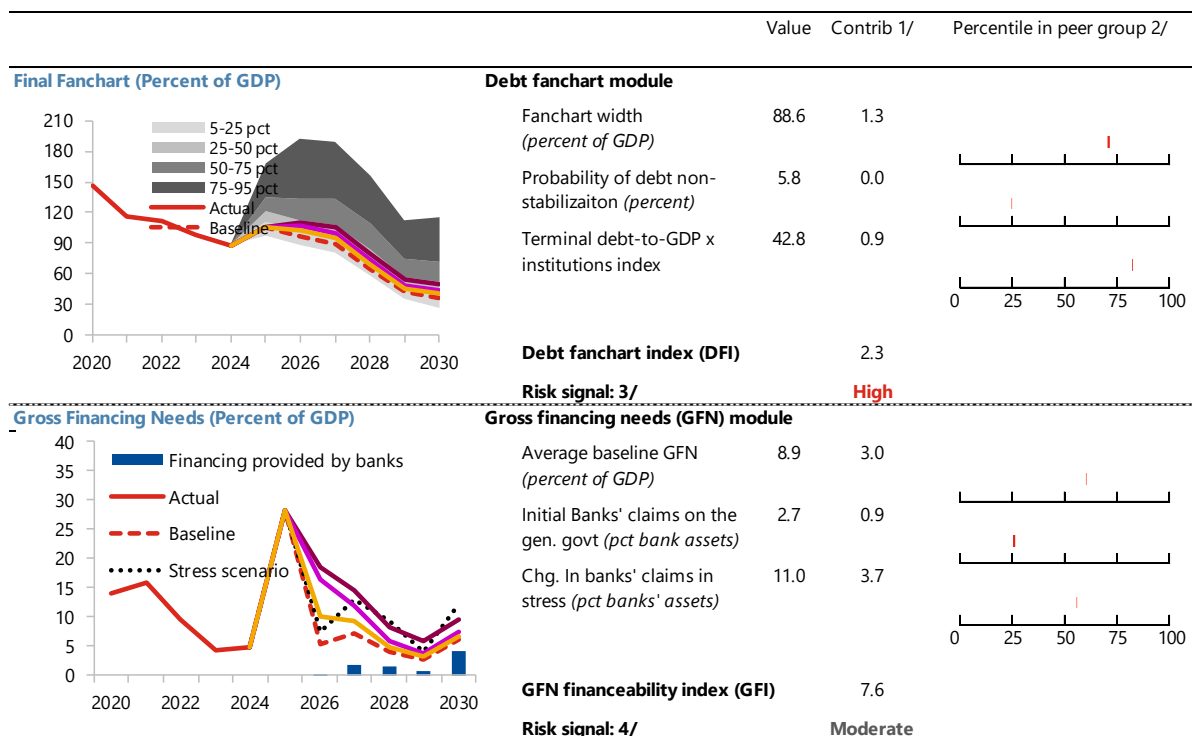 Value Contrib 1/ Percentile in peer group 2/
Final Fanchart (Percent of GDP)
210
180
150
120
90
60
30
0
2020 2022 2024 2026 2028 2030
5-25 pct
25-50 pct
50-75 pct
75-95 pct
Actual
Baseline
Debt fanchart module
Fanchart width 88.6 1.3
(percent of GDP)
Probability of debt non- 5.8 0.0
stabilizaiton (percent)
Terminal debt-to-GDP x 42.8 0.9
institutions index
0 25 50 75 100
Debt fanchart index (DFI) 2.3
Risk signal: 3/ High
Gross Financing Needs (Percent of GDP)
40
35
30
25
20
15
10
5
0
2020 2022 2024 2026 2028 2030
Financing provided by banks
Actual
Baseline
Stress scenario
Gross financing needs (GFN) module
Average baseline GFN 8.9 3.0
(percent of GDP)
Initial Banks' claims on the 2.7 0.9
gen. govt (pct bank assets)
Chg. In banks' claims in 11.0 3.7
stress (pct banks' assets)
0 25 50 75 100
GFN financeability index (GFI) 7.6
Risk signal: 4/ Moderate